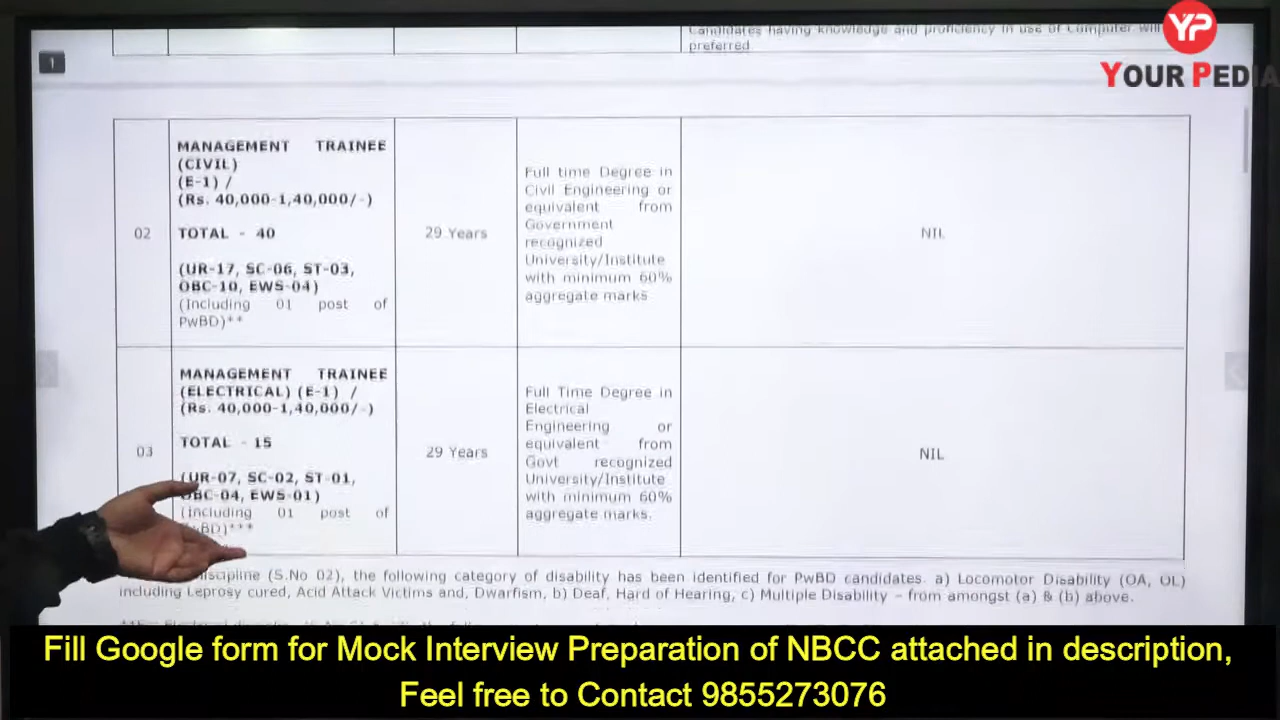 Candidates having knowledge and proficiency in use of Computer will
preferred
YP
YOUR PEDIA
1
02
MANAGEMENT TRAINEE
(CIVIL)
(E-1) /
(Rs. 40,000-1,40,000/-)
TOTAL - 40
(UR-17, SC-06, ST-03,
OBC-10, EWS-04)
(Including 01 post of
PwBD)**
29 Years
Full time Degree in
Civil Engineering or
equivalent from
Government
recognized
University/Institute
with minimum 60%
aggregate marks
NIL
03
MANAGEMENT TRAINEE
(ELECTRICAL) (E-1) /
(Rs. 40,000-1,40,000/-)
TOTAL - 15
(UR-07, SC-02, ST-01,
OBC-04, EWS-01)
(Including 01 post of
PwBD)***
29 Years
Full Time Degree in
Electrical
Engineering or
equivalent from
Govt recognized
University/Institute
with minimum 60%
aggregate marks.
NIL
(S.No 02), the following category of disability has been identified for PwBD candidates. a) Locomotor Disability (OA, OL)
including Leprosy cured, Acid Attack Victims and, Dwarfism, b) Deaf, Hard of Hearing, c) Multiple Disability – from amongst (a) & (b) above.
Fill Google form for Mock Interview Preparation of NBCC attached in description,
Feel free to Contact 9855273076